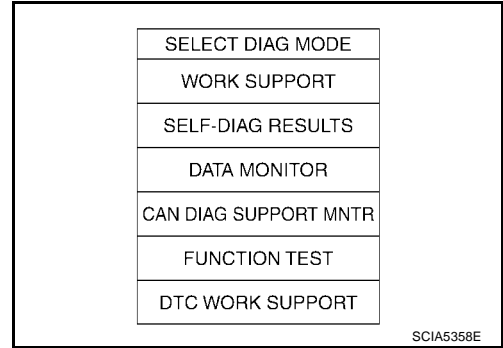 SELECT DIAG MODE
WORK SUPPORT
SELF-DIAG RESULTS
DATA MONITOR
CAN DIAG SUPPORT MNTR
FUNCTION TEST
DTC WORK SUPPORT
SCIA5358E